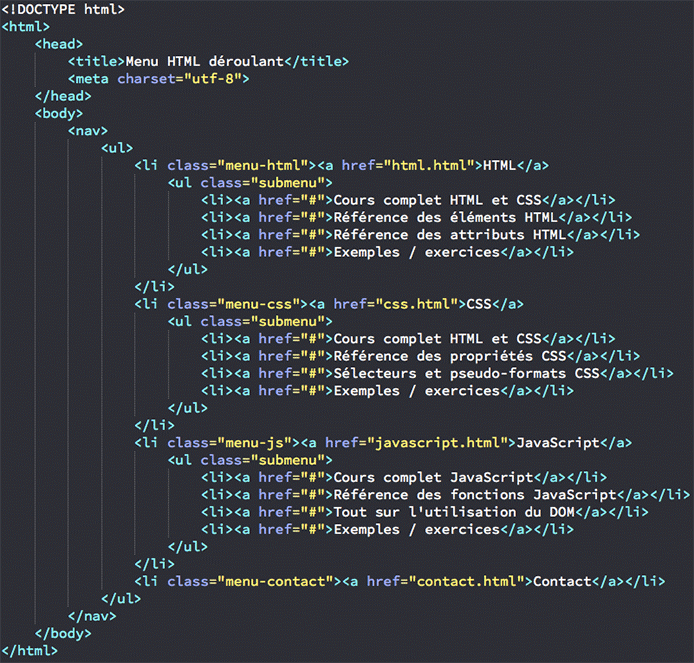 <!DOCTYPE html>
<html>
    <head>
        <title>Menu HTML déroulant</title>
        <meta charset="utf-8">
    </head>
    <body>
        <nav>
            <ul>
                <li class="menu-html"><a href="html.html">HTML</a>
                    <ul class="submenu">
                        <li><a href="#">Cours complet HTML et CSS</a></li>
                        <li><a href="#">Référence des éléments HTML</a></li>
                        <li><a href="#">Référence des attributs HTML</a></li>
                        <li><a href="#">Exemples / exercices</a></li>
                    </ul>
                </li>
                <li class="menu-css"><a href="css.html">CSS</a>
                    <ul class="submenu">
                        <li><a href="#">Cours complet HTML et CSS</a></li>
                        <li><a href="#">Référence des propriétés CSS</a></li>
                        <li><a href="#">Sélecteurs et pseudo-formats CSS</a></li>
                        <li><a href="#">Exemples / exercices</a></li>
                    </ul>
                </li>
                <li class="menu-js"><a href="javascript.html">JavaScript</a>
                    <ul class="submenu">
                        <li><a href="#">Cours complet JavaScript</a></li>
                        <li><a href="#">Référence des fonctions JavaScript</a></li>
                        <li><a href="#">Tout sur l'utilisation du DOM</a></li>
                        <li><a href="#">Exemples / exercices</a></li>
                    </ul>
                </li>
                <li class="menu-contact"><a href="contact.html">Contact</a></li>
            </ul>
        </nav>
    </body>
</html>